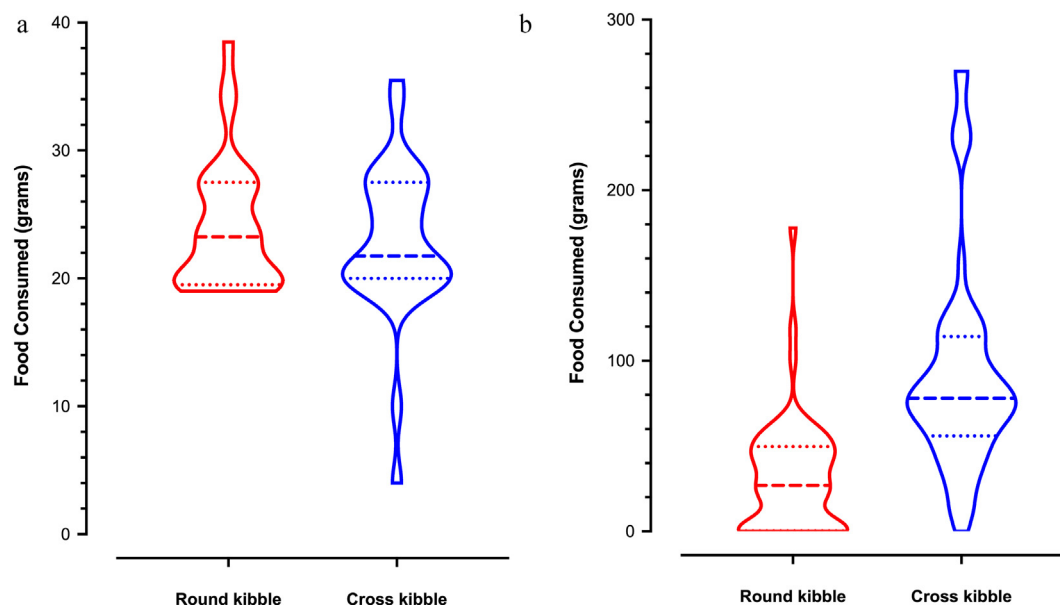 a
40
30
20
10
0
Food Consumed (grams)
Round kibble
Cross kibble
b
300
200
100
0
Food Consumed (grams)
Round kibble
Cross kibble